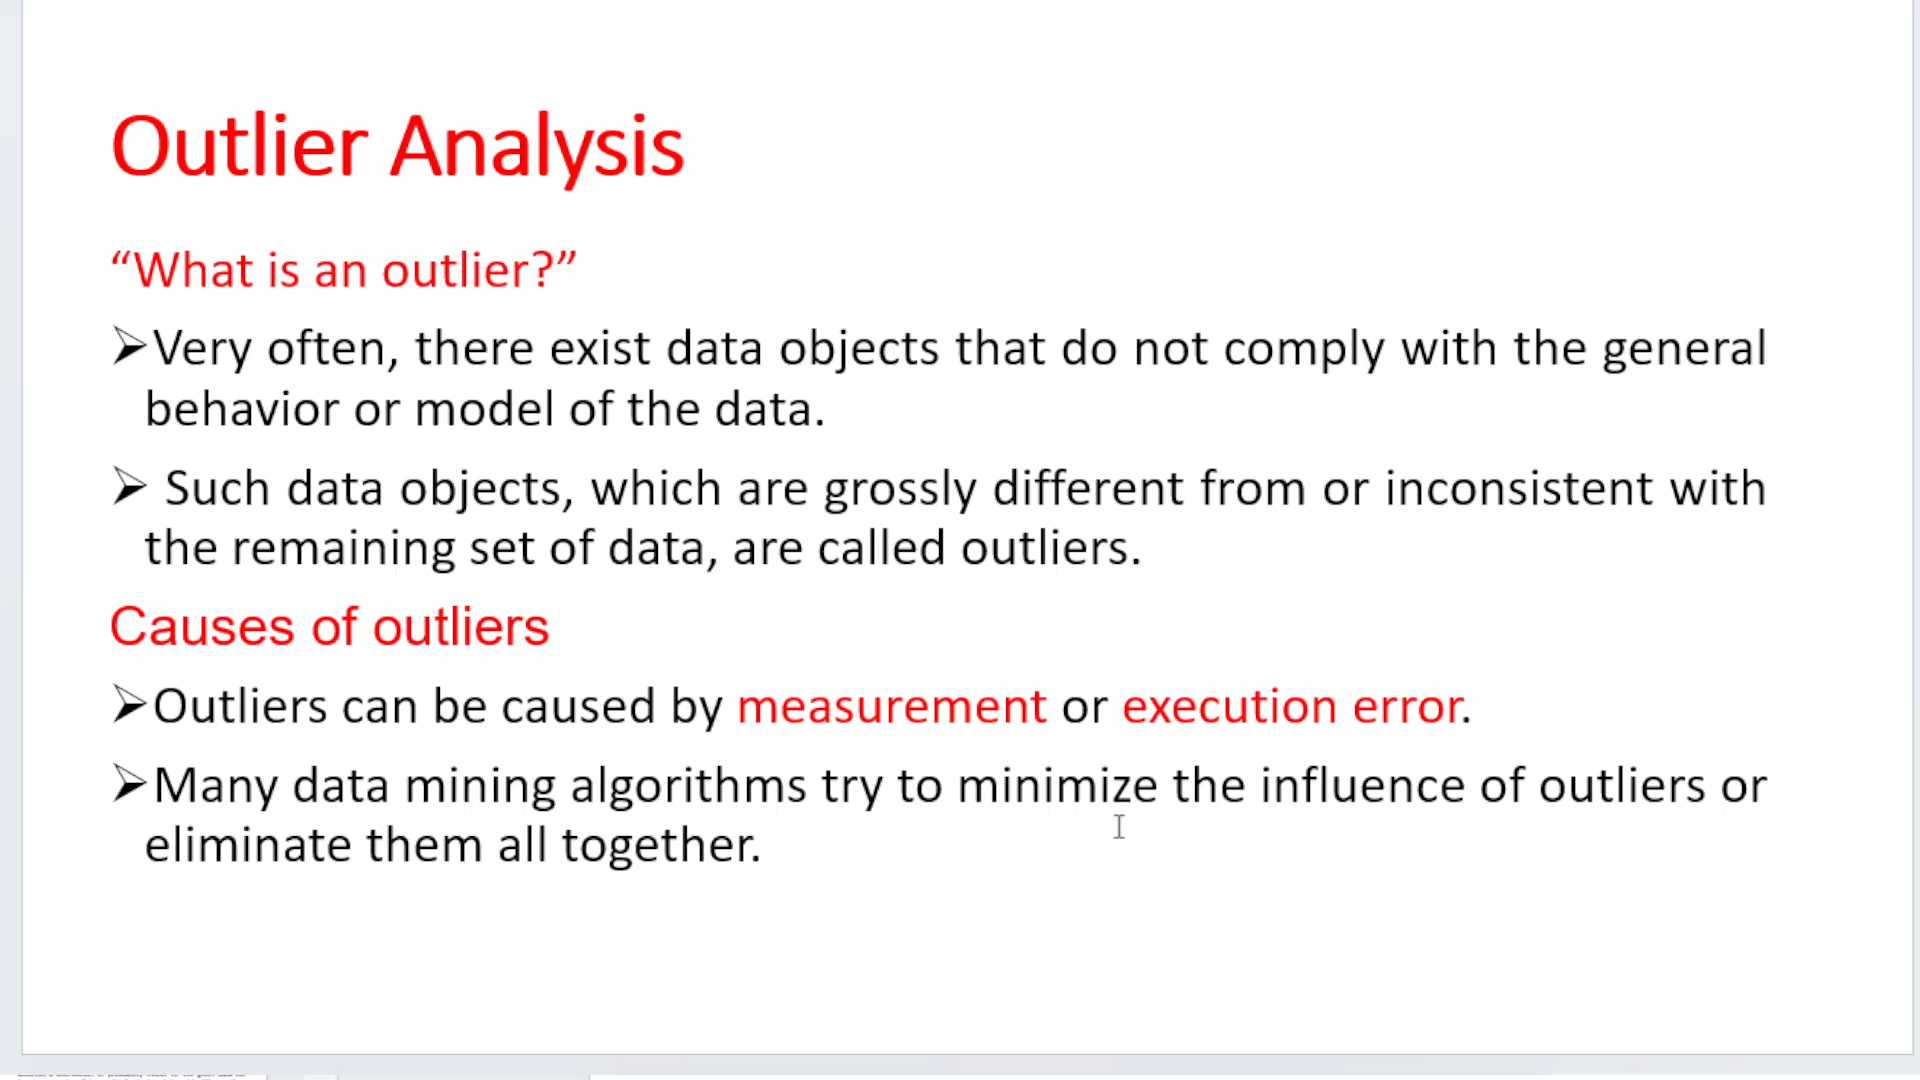 Outlier Analysis
“What is an outlier?”
➢Very often, there exist data objects that do not comply with the general
behavior or model of the data.
➢ Such data objects, which are grossly different from or inconsistent with
the remaining set of data, are called outliers.
Causes of outliers
➢Outliers can be caused by measurement or execution error.
➢Many data mining algorithms try to minimize the influence of outliers or
eliminate them all together.